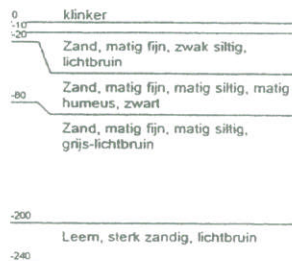 0 klinker
-10
-20
Zand, matig fijn, zwak siltig,
lichtbruin
Zand, matig fijn, matig siltig, matig
-80
humeus, zwart
Zand, matig fijn, matig siltig,
grijs-lichtbruin
-200
Leem, sterk zandig, lichtbruin
-240